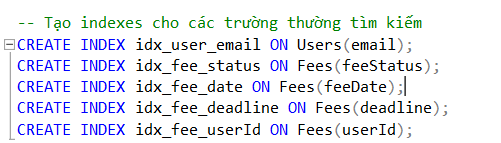 -- Tạo indexes cho các trường thường tìm kiếm
CREATE INDEX idx_user_email ON Users(email);
CREATE INDEX idx_fee_status ON Fees(feeStatus);
CREATE INDEX idx_fee_date ON Fees(feeDate);
CREATE INDEX idx_fee_deadline ON Fees(deadline);
CREATE INDEX idx_fee_userId ON Fees(userId);